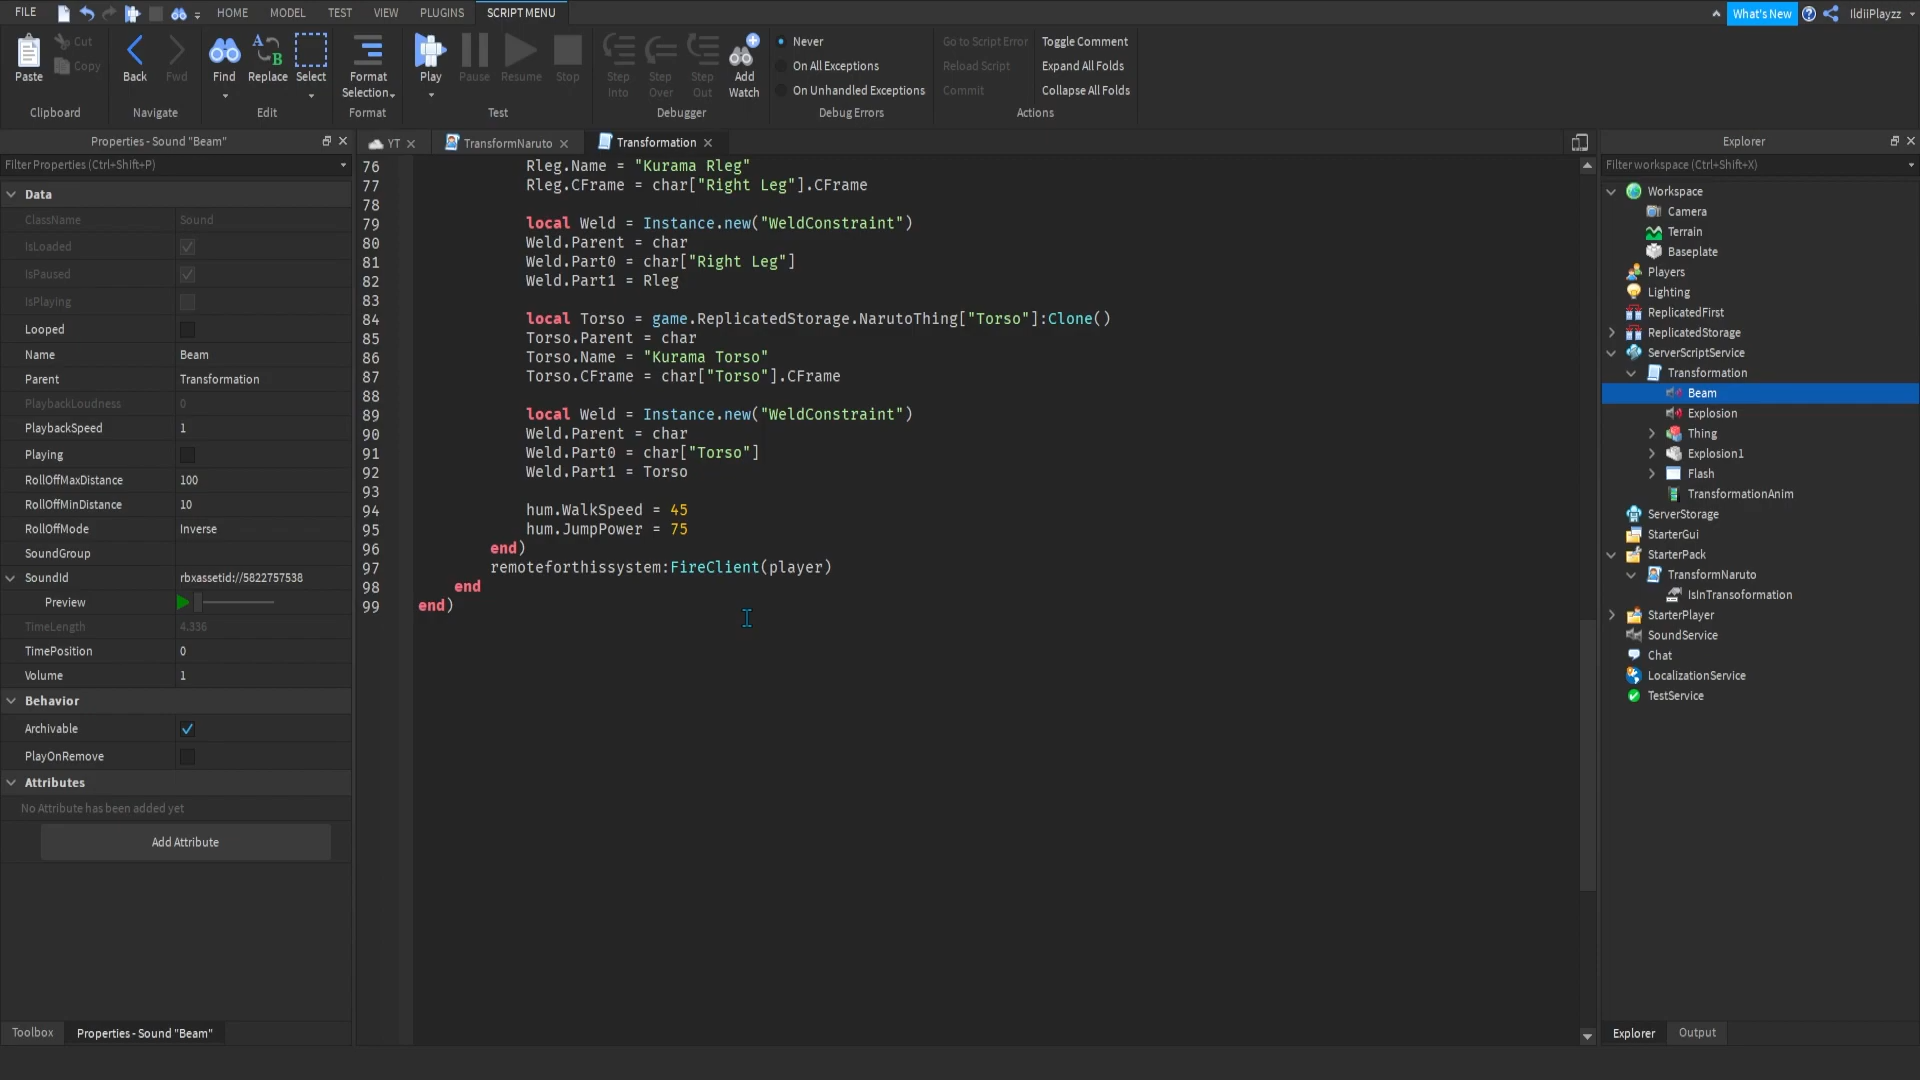 FILE
HOME
MODEL
TEST
VIEW
PLUGINS
SCRIPT MENU
What's New
IldiiPlayzz
Paste
Cut
Copy
Clipboard
Back
Fwd
Navigate
Find
Replace
Select
Edit
Format
Selection
Format
Play
Pause
Resume
Stop
Test
Step
Into
Step
Over
Step
Out
Add
Watch
Debugger
Never
On All Exceptions
On Unhandled Exceptions
Debug Errors
Go to Script Error
Reload Script
Commit
Toggle Comment
Expand All Folds
Collapse All Folds
Actions
Properties - Sound "Beam"
Filter Properties (Ctrl+Shift+P)
Data
ClassName Sound
IsLoaded
IsPaused
IsPlaying
Looped
Name Beam
Parent Transformation
PlaybackLoudness 0
PlaybackSpeed 1
Playing
RollOffMaxDistance 100
RollOffMinDistance 10
RollOffMode Inverse
SoundGroup
SoundId rbxassetid://5822757538
Preview
TimeLength 4.336
TimePosition 0
Volume 1
Behavior
Archivable
PlayOnRemove
Attributes
No Attribute has been added yet
Add Attribute
Toolbox
Properties - Sound "Beam"
YT
TransformNaruto
Transformation
76 Rleg.Name = "Kurama Rleg"
77 Rleg.CFrame = char["Right Leg"].CFrame
78
79 local Weld = Instance.new("WeldConstraint")
80 Weld.Parent = char
81 Weld.Part0 = char["Right Leg"]
82 Weld.Part1 = Rleg
83
84 local Torso = game.ReplicatedStorage.NarutoThing["Torso"]:Clone()
85 Torso.Parent = char
86 Torso.Name = "Kurama Torso"
87 Torso.CFrame = char["Torso"].CFrame
88
89 local Weld = Instance.new("WeldConstraint")
90 Weld.Parent = char
91 Weld.Part0 = char["Torso"]
92 Weld.Part1 = Torso
93
94 hum.WalkSpeed = 45
95 hum.JumpPower = 75
96 end)
97 remoteforthissystem:FireClient(player)
98 end
99 end)
Explorer
Filter workspace (Ctrl+Shift+X)
Workspace
Camera
Terrain
Baseplate
Players
Lighting
ReplicatedFirst
ReplicatedStorage
ServerScriptService
Transformation
Beam
Explosion
Thing
Explosion1
Flash
TransformationAnim
ServerStorage
StarterGui
StarterPack
TransformNaruto
IsInTransoformation
StarterPlayer
SoundService
Chat
LocalizationService
TestService
Explorer
Output